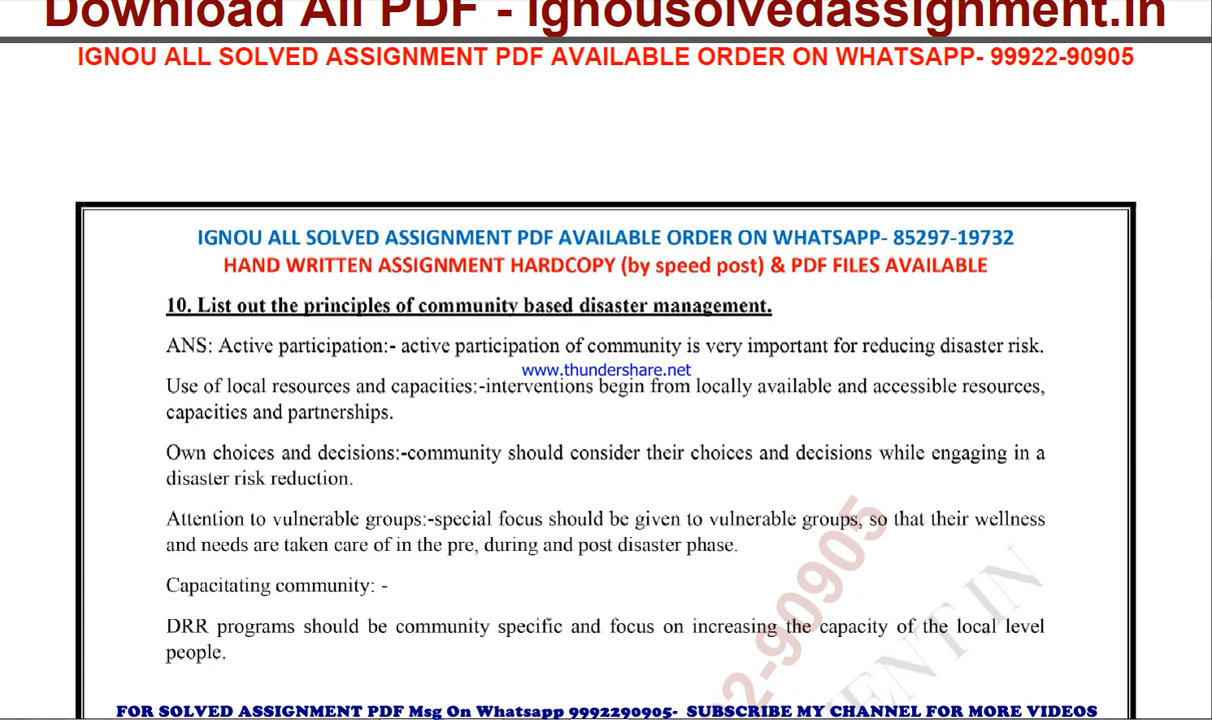 Download All PDF - ignousolvedassignment.in
IGNOU ALL SOLVED ASSIGNMENT PDF AVAILABLE ORDER ON WHATSAPP- 99922-90905
IGNOU ALL SOLVED ASSIGNMENT PDF AVAILABLE ORDER ON WHATSAPP- 85297-19732
HAND WRITTEN ASSIGNMENT HARDCOPY (by speed post) & PDF FILES AVAILABLE
10. List out the principles of community based disaster management.
ANS: Active participation:- active participation of community is very important for reducing disaster risk.
www.thundershare.net
Use of local resources and capacities:-interventions begin from locally available and accessible resources,
capacities and partnerships.
Own choices and decisions:-community should consider their choices and decisions while engaging in a
disaster risk reduction.
Attention to vulnerable groups:-special focus should be given to vulnerable groups, so that their wellness
and needs are taken care of in the pre, during and post disaster phase.
Capacitating community: -
DRR programs should be community specific and focus on increasing the capacity of the local level
people.
2-90905
ENT IN
FOR SOLVED ASSIGNMENT PDF Msg On Whatsapp 9992290905- SUBSCRIBE MY CHANNEL FOR MORE VIDEOS